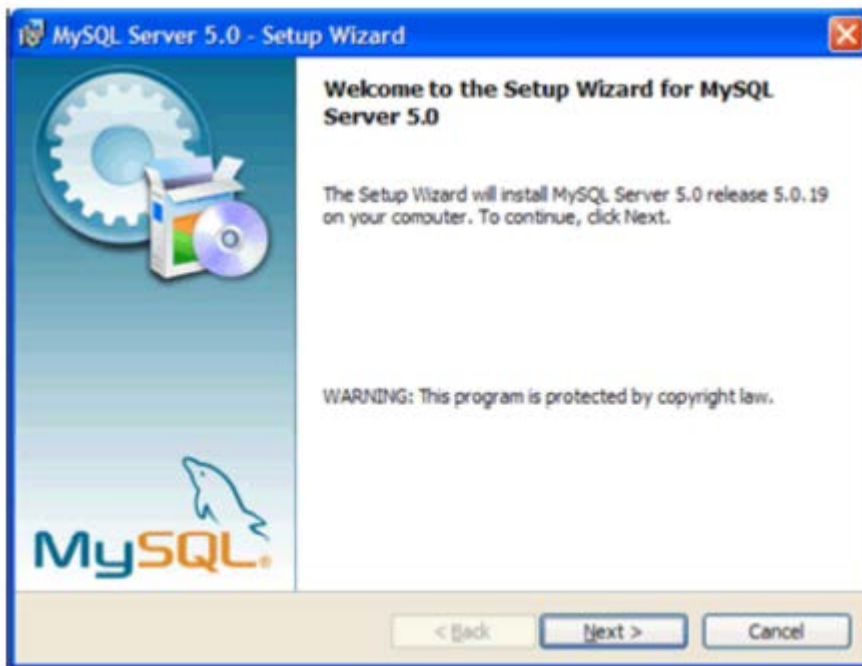 MySQL Server 5.0 - Setup Wizard
Welcome to the Setup Wizard for MySQL
Server 5.0
The Setup Wizard will install MySQL Server 5.0 release 5.0.19
on your comuter. To continue, click Next.
WARNING: This program is protected by copyright law.
MySQL®
< Back
Next >
Cancel